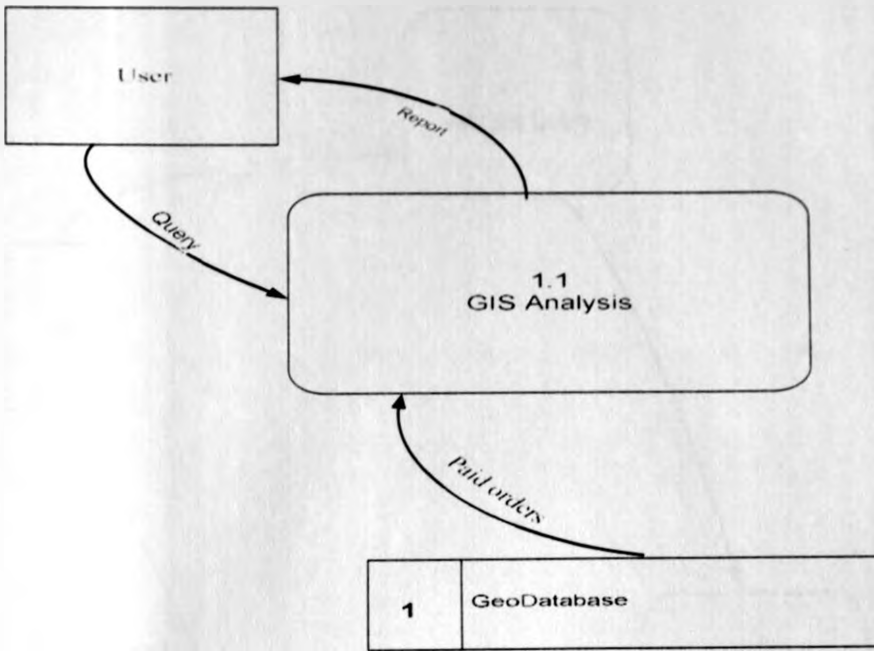 User
Report
Query
1.1
GIS Analysis
Paid orders
1
GeoDatabase